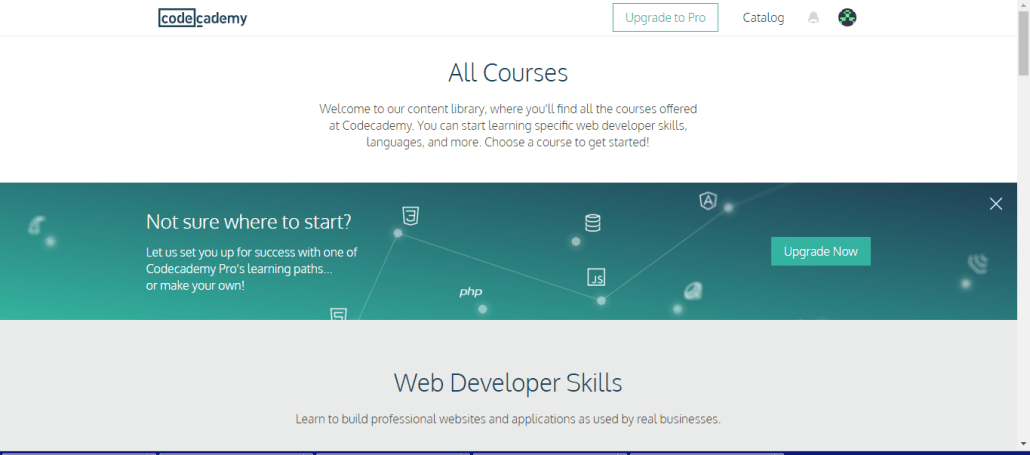 codecademy
Upgrade to Pro
Catalog
All Courses
Welcome to our content library, where you'll find all the courses offered
at Codecademy. You can start learning specific web developer skills,
languages, and more. Choose a course to get started!
Not sure where to start?
Let us set you up for success with one of
Codecademy Pro's learning paths...
or make your own!
Upgrade Now
3
A
JS
php
5
Web Developer Skills
Learn to build professional websites and applications as used by real businesses.